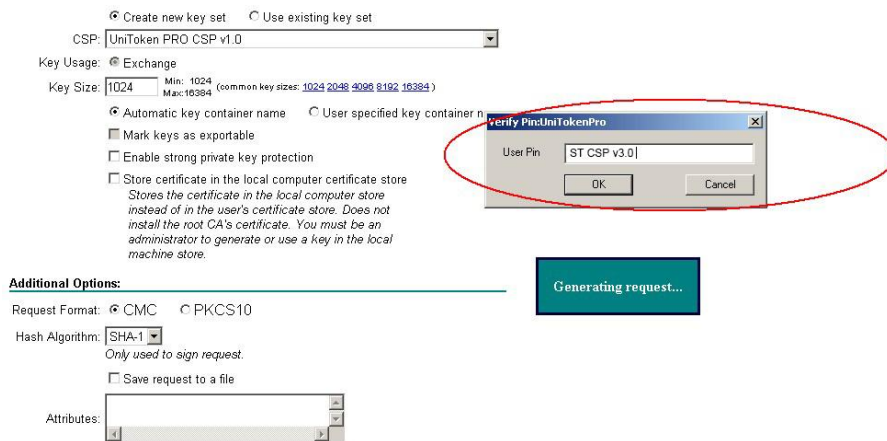 Create new key set Use existing key set
CSP: UniToken PRO CSP v1.0
Key Usage: Exchange
Key Size: 1024 Min: 1024 Max:16384 (common key sizes: 1024 2048 4096 8192 16384 )
Automatic key container name User specified key container n
Verify Pin:UniTokenPro
Mark keys as exportable
User Pin ST CSP v3.0
Enable strong private key protection
OK Cancel
Store certificate in the local computer certificate store
Stores the certificate in the local computer store
instead of in the user's certificate store. Does not
install the root CA's certificate. You must be an
administrator to generate or use a key in the local
machine store.
Additional Options:
Generating request...
Request Format: CMC PKCS10
Hash Algorithm: SHA-1
Only used to sign request.
Save request to a file
Attributes: